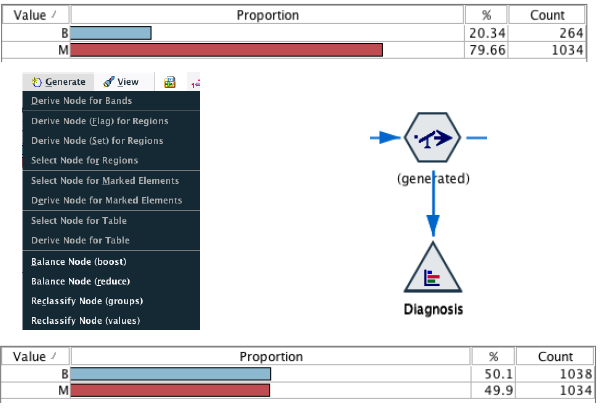 Value / Proportion % Count
B 20.34 264
M 79.66 1034
Generate View
Derive Node for Bands
Derive Node (Flag) for Regions
Derive Node (Set) for Regions
Select Node for Regions
Select Node for Marked Elements
Derive Node for Marked Elements
Select Node for Table
Derive Node for Table
Balance Node (boost)
Balance Node (reduce)
Reclassify Node (groups)
Reclassify Node (values)
(generated)
Diagnosis
Value / Proportion % Count
B 50.1 1038
M 49.9 1034